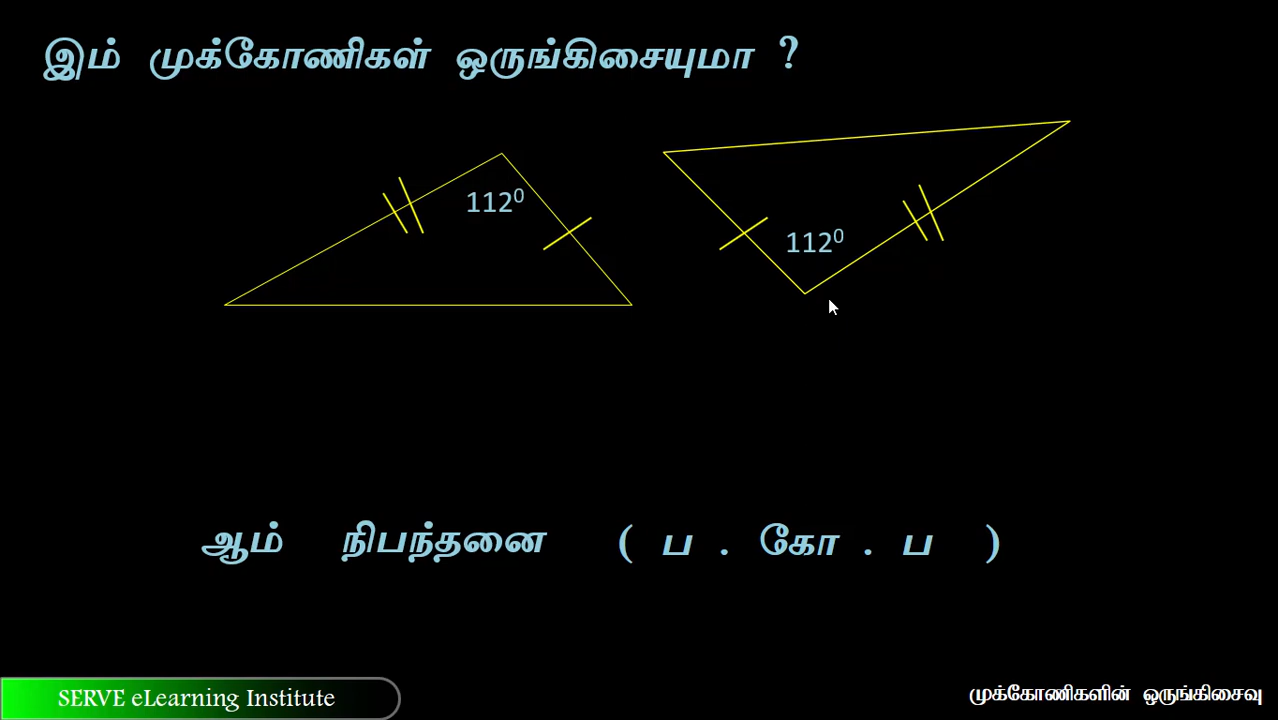 இம் முக்கோணிகள் ஒருங்கிசையுமா ?
112⁰
112⁰
ஆம் நிபந்தனை ( ப . கோ . ப )
SERVE eLearning Institute
முக்கோணிகளின் ஒருங்கிசைவு